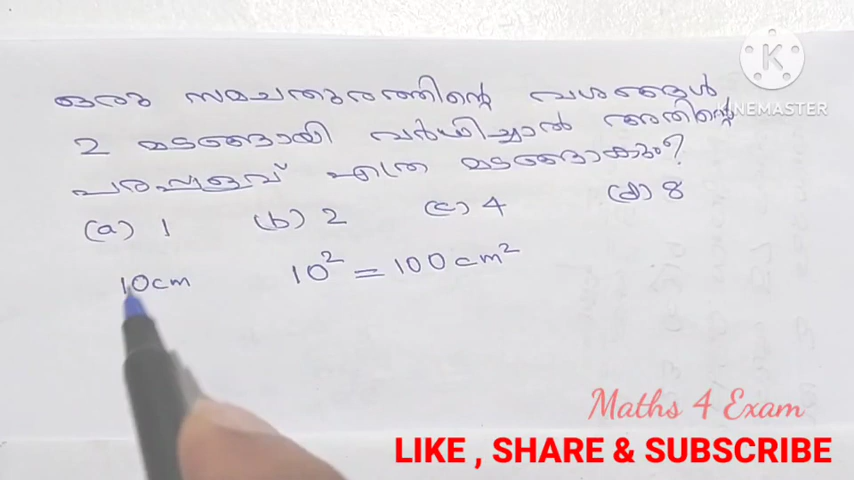 ഒരു സമചതുരത്തിന്റെ വശങ്ങൾ
2 മടങ്ങായി വർധിച്ചാൽ അതിന്റെ
പരപ്പളവ് എത്ര മടങ്ങാകും?
(a) 1 (b) 2 (c) 4 (d) 8
10cm 10² = 100 cm²
KINEMASTER
Maths 4 Exam
LIKE , SHARE & SUBSCRIBE